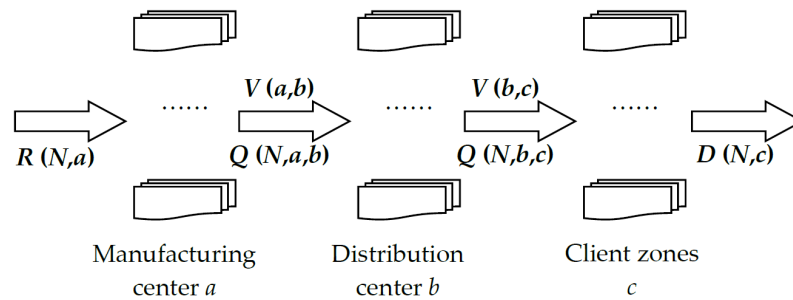 …… …… ……
V (a,b) V (b,c)
R (N,a) Q (N,a,b) Q (N,b,c) D (N,c)
Manufacturing Distribution Client zones
center a center b c